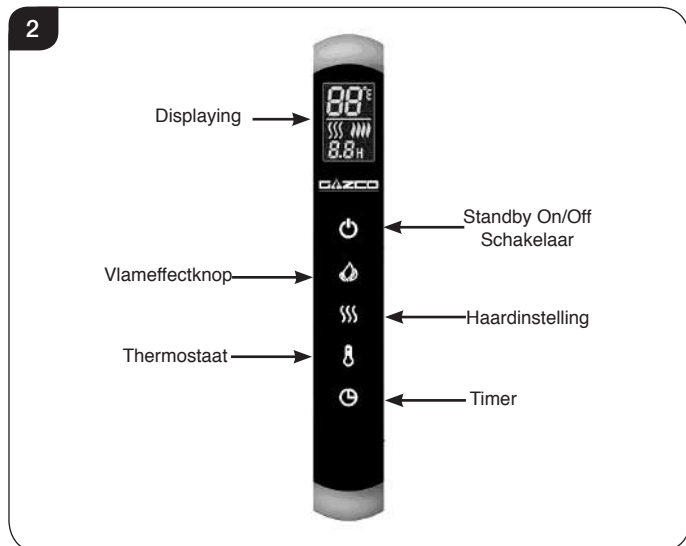 2
Displaying
88°c
8.8H
GAZCO
Standby On/Off
Schakelaar
Vlameffectknop
Haardinstelling
Thermostaat
Timer